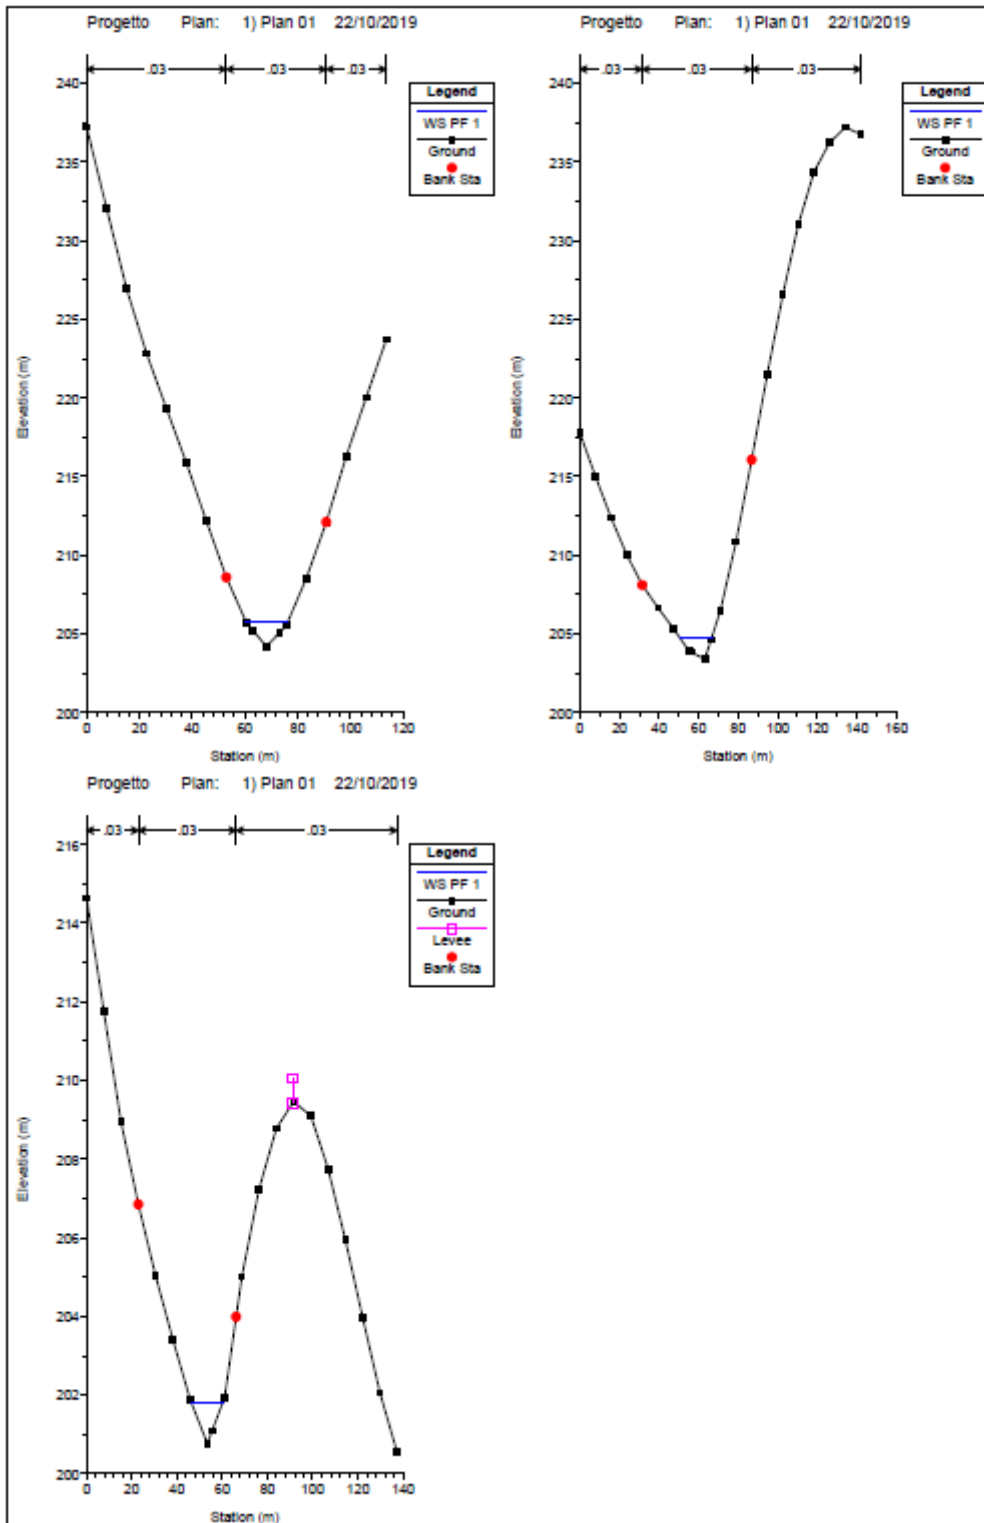 Progetto Plan: 1) Plan 01 22/10/2019
.03 .03 .03
Legend
WS PF 1
Ground
Bank Sta
240
235
230
225
220
215
210
205
200
Elevation (m)
0 20 40 60 80 100 120
Station (m)
Progetto Plan: 1) Plan 01 22/10/2019
.03 .03 .03
Legend
WS PF 1
Ground
Bank Sta
240
235
230
225
220
215
210
205
200
Elevation (m)
0 20 40 60 80 100 120 140 160
Station (m)
Progetto Plan: 1) Plan 01 22/10/2019
.03 .03 .03
Legend
WS PF 1
Ground
Levee
Bank Sta
216
214
212
210
208
206
204
202
200
Elevation (m)
0 20 40 60 80 100 120 140
Station (m)